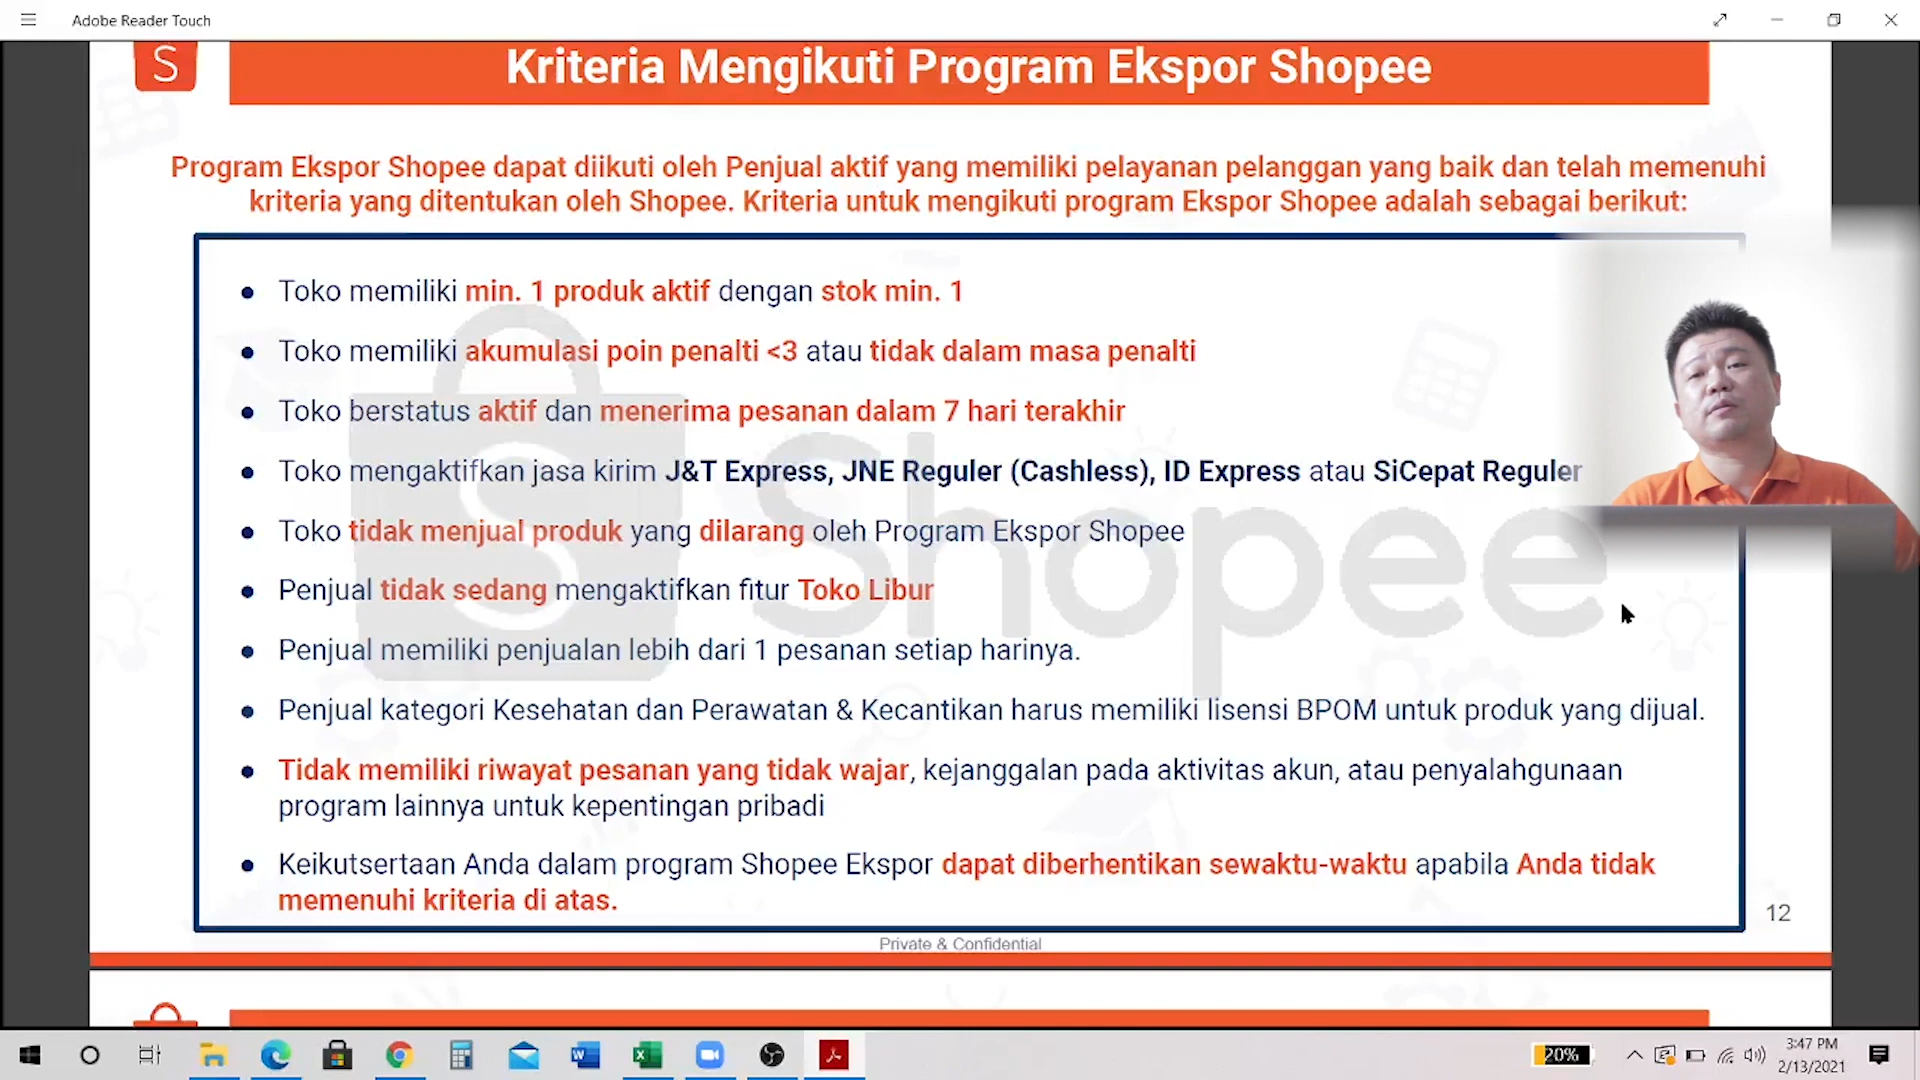 Adobe Reader Touch
S
Kriteria Mengikuti Program Ekspor Shopee
Program Ekspor Shopee dapat diikuti oleh Penjual aktif yang memiliki pelayanan pelanggan yang baik dan telah memenuhi
kriteria yang ditentukan oleh Shopee. Kriteria untuk mengikuti program Ekspor Shopee adalah sebagai berikut:
● Toko memiliki min. 1 produk aktif dengan stok min. 1
● Toko memiliki akumulasi poin penalti <3 atau tidak dalam masa penalti
● Toko berstatus aktif dan menerima pesanan dalam 7 hari terakhir
● Toko mengaktifkan jasa kirim J&T Express, JNE Reguler (Cashless), ID Express atau SiCepat Reguler
● Toko tidak menjual produk yang dilarang oleh Program Ekspor Shopee
● Penjual tidak sedang mengaktifkan fitur Toko Libur
● Penjual memiliki penjualan lebih dari 1 pesanan setiap harinya.
● Penjual kategori Kesehatan dan Perawatan & Kecantikan harus memiliki lisensi BPOM untuk produk yang dijual.
● Tidak memiliki riwayat pesanan yang tidak wajar, kejanggalan pada aktivitas akun, atau penyalahgunaan
program lainnya untuk kepentingan pribadi
● Keikutsertaan Anda dalam program Shopee Ekspor dapat diberhentikan sewaktu-waktu apabila Anda tidak
memenuhi kriteria di atas.
Shopee
12
Private & Confidential
20%
3:47 PM
2/13/2021